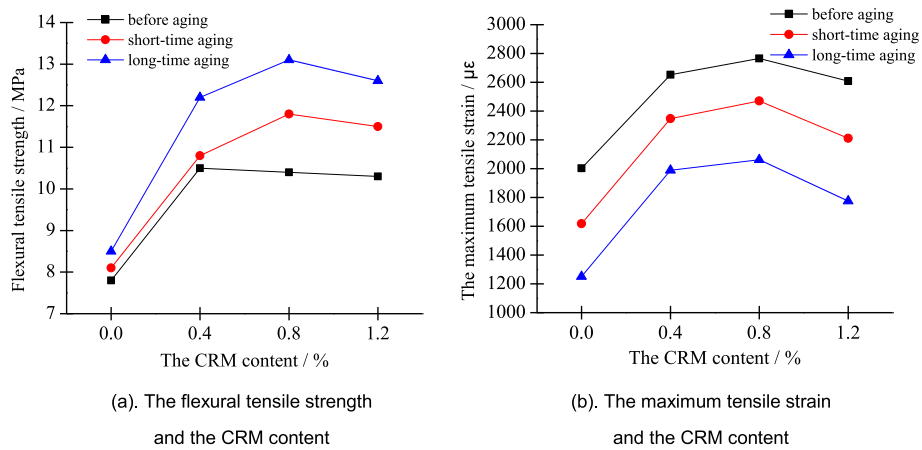 before aging
short-time aging
long-time aging
14
13
12
11
10
9
8
7
Flexural tensile strength / MPa
0.0 0.4 0.8 1.2
The CRM content / %
(a). The flexural tensile strength
and the CRM content
before aging
short-time aging
long-time aging
3000
2800
2600
2400
2200
2000
1800
1600
1400
1200
1000
The maximum tensile strain / με
0.0 0.4 0.8 1.2
The CRM content / %
(b). The maximum tensile strain
and the CRM content